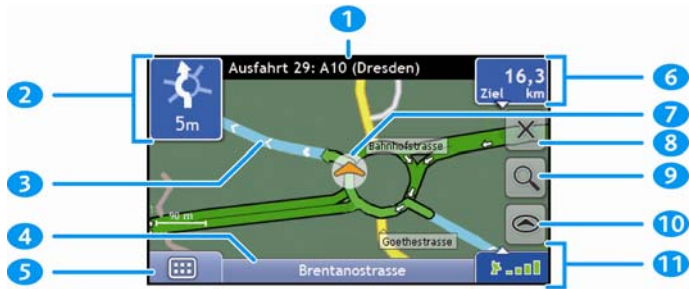 1
2
Ausfahrt 29: A10 (Dresden)
16,3
Ziel km
6
5m
7
Bahnhofstrasse
8
3
9
90 m
4
Goethestrasse
10
5
Brentanostrasse
11